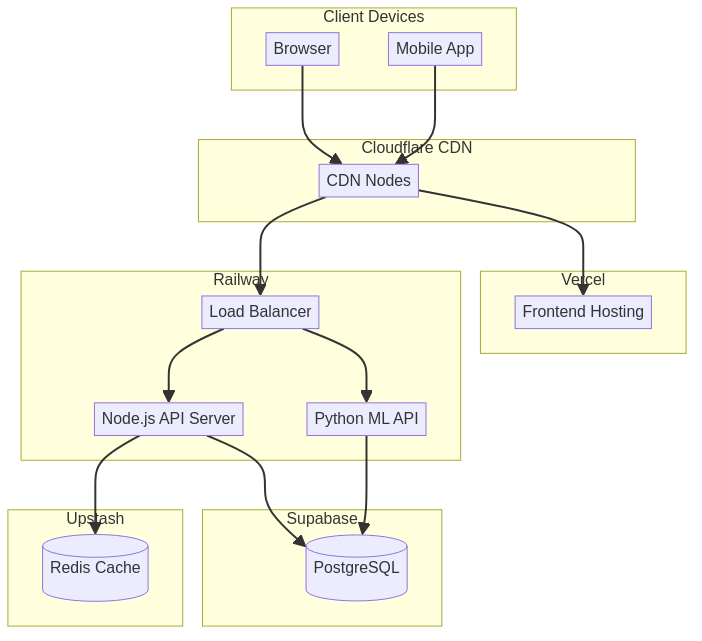 Client Devices
Browser
Mobile App
Cloudflare CDN
CDN Nodes
Railway
Vercel
Load Balancer
Frontend Hosting
Node.js API Server
Python ML API
Upstash
Supabase
Redis Cache
PostgreSQL